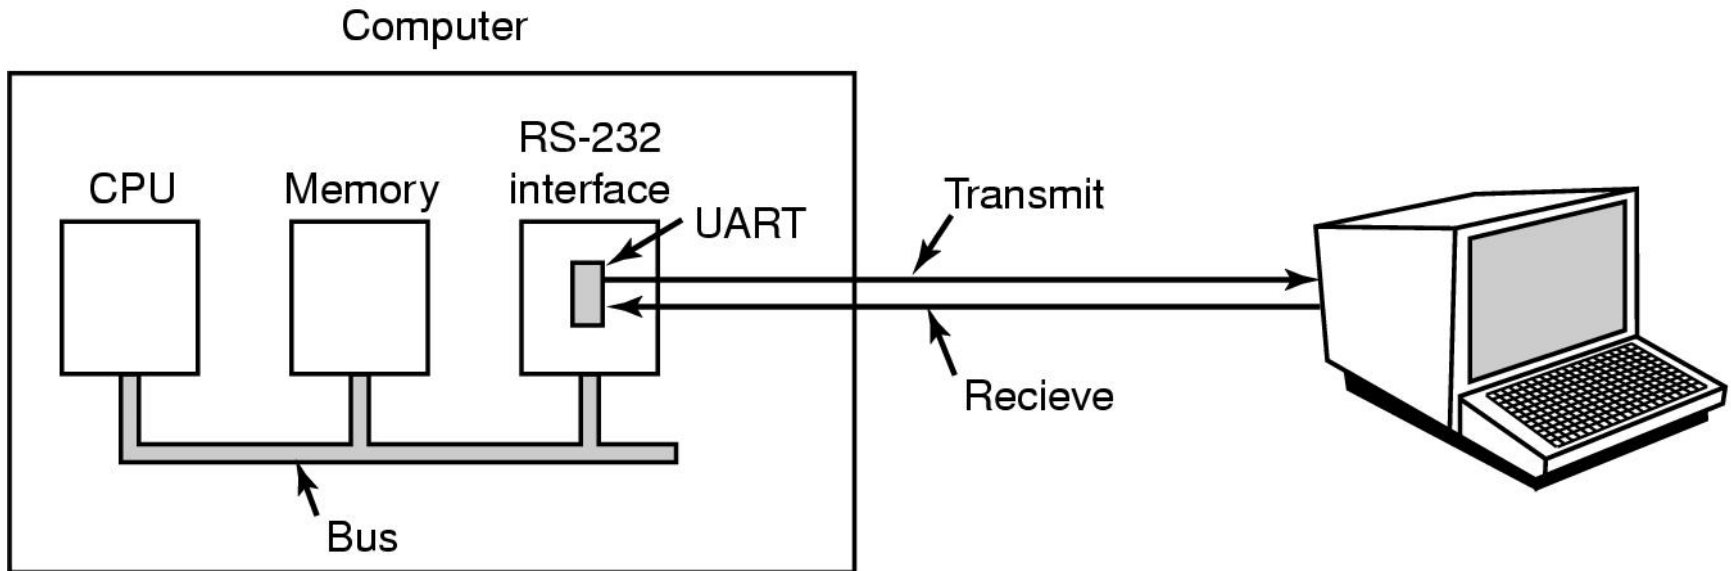 Computer
CPU
Memory
RS-232
interface
UART
Transmit
Recieve
Bus